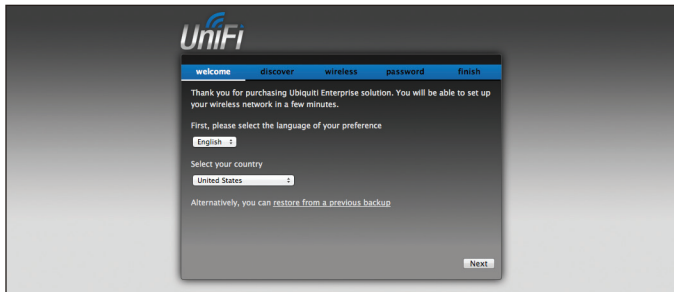 UniFi
welcome discover wireless password finish
Thank you for purchasing Ubiquiti Enterprise solution. You will be able to set up
your wireless network in a few minutes.
First, please select the language of your preference
English
Select your country
United States
Alternatively, you can restore from a previous backup
Next